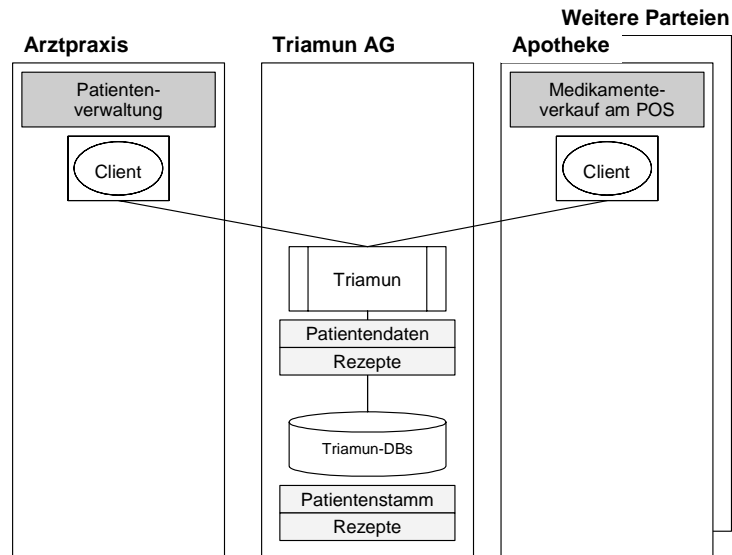 Weitere Parteien
Arztpraxis
Triamun AG
Apotheke
Patienten-
verwaltung
Medikamente-
verkauf am POS
Client
Client
Triamun
Patientendaten
Rezepte
Triamun-DBs
Patientenstamm
Rezepte